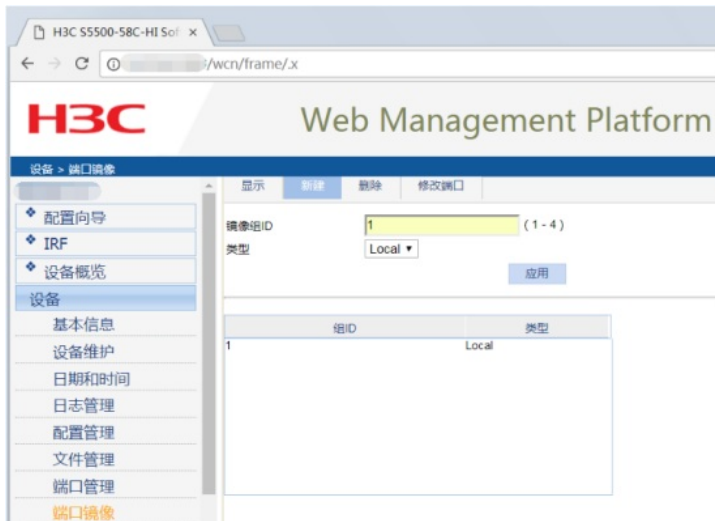 H3C S5500-58C-HI Sof
/wcn/frame/.x
H3C
Web Management Platform
设备 > 端口镜像
显示 新建 删除 修改端口
配置向导
IRF
设备概览
设备
基本信息
设备维护
日期和时间
日志管理
配置管理
文件管理
端口管理
端口镜像
镜像组ID 1 (1 - 4)
类型 Local
应用
组ID 类型
1 Local